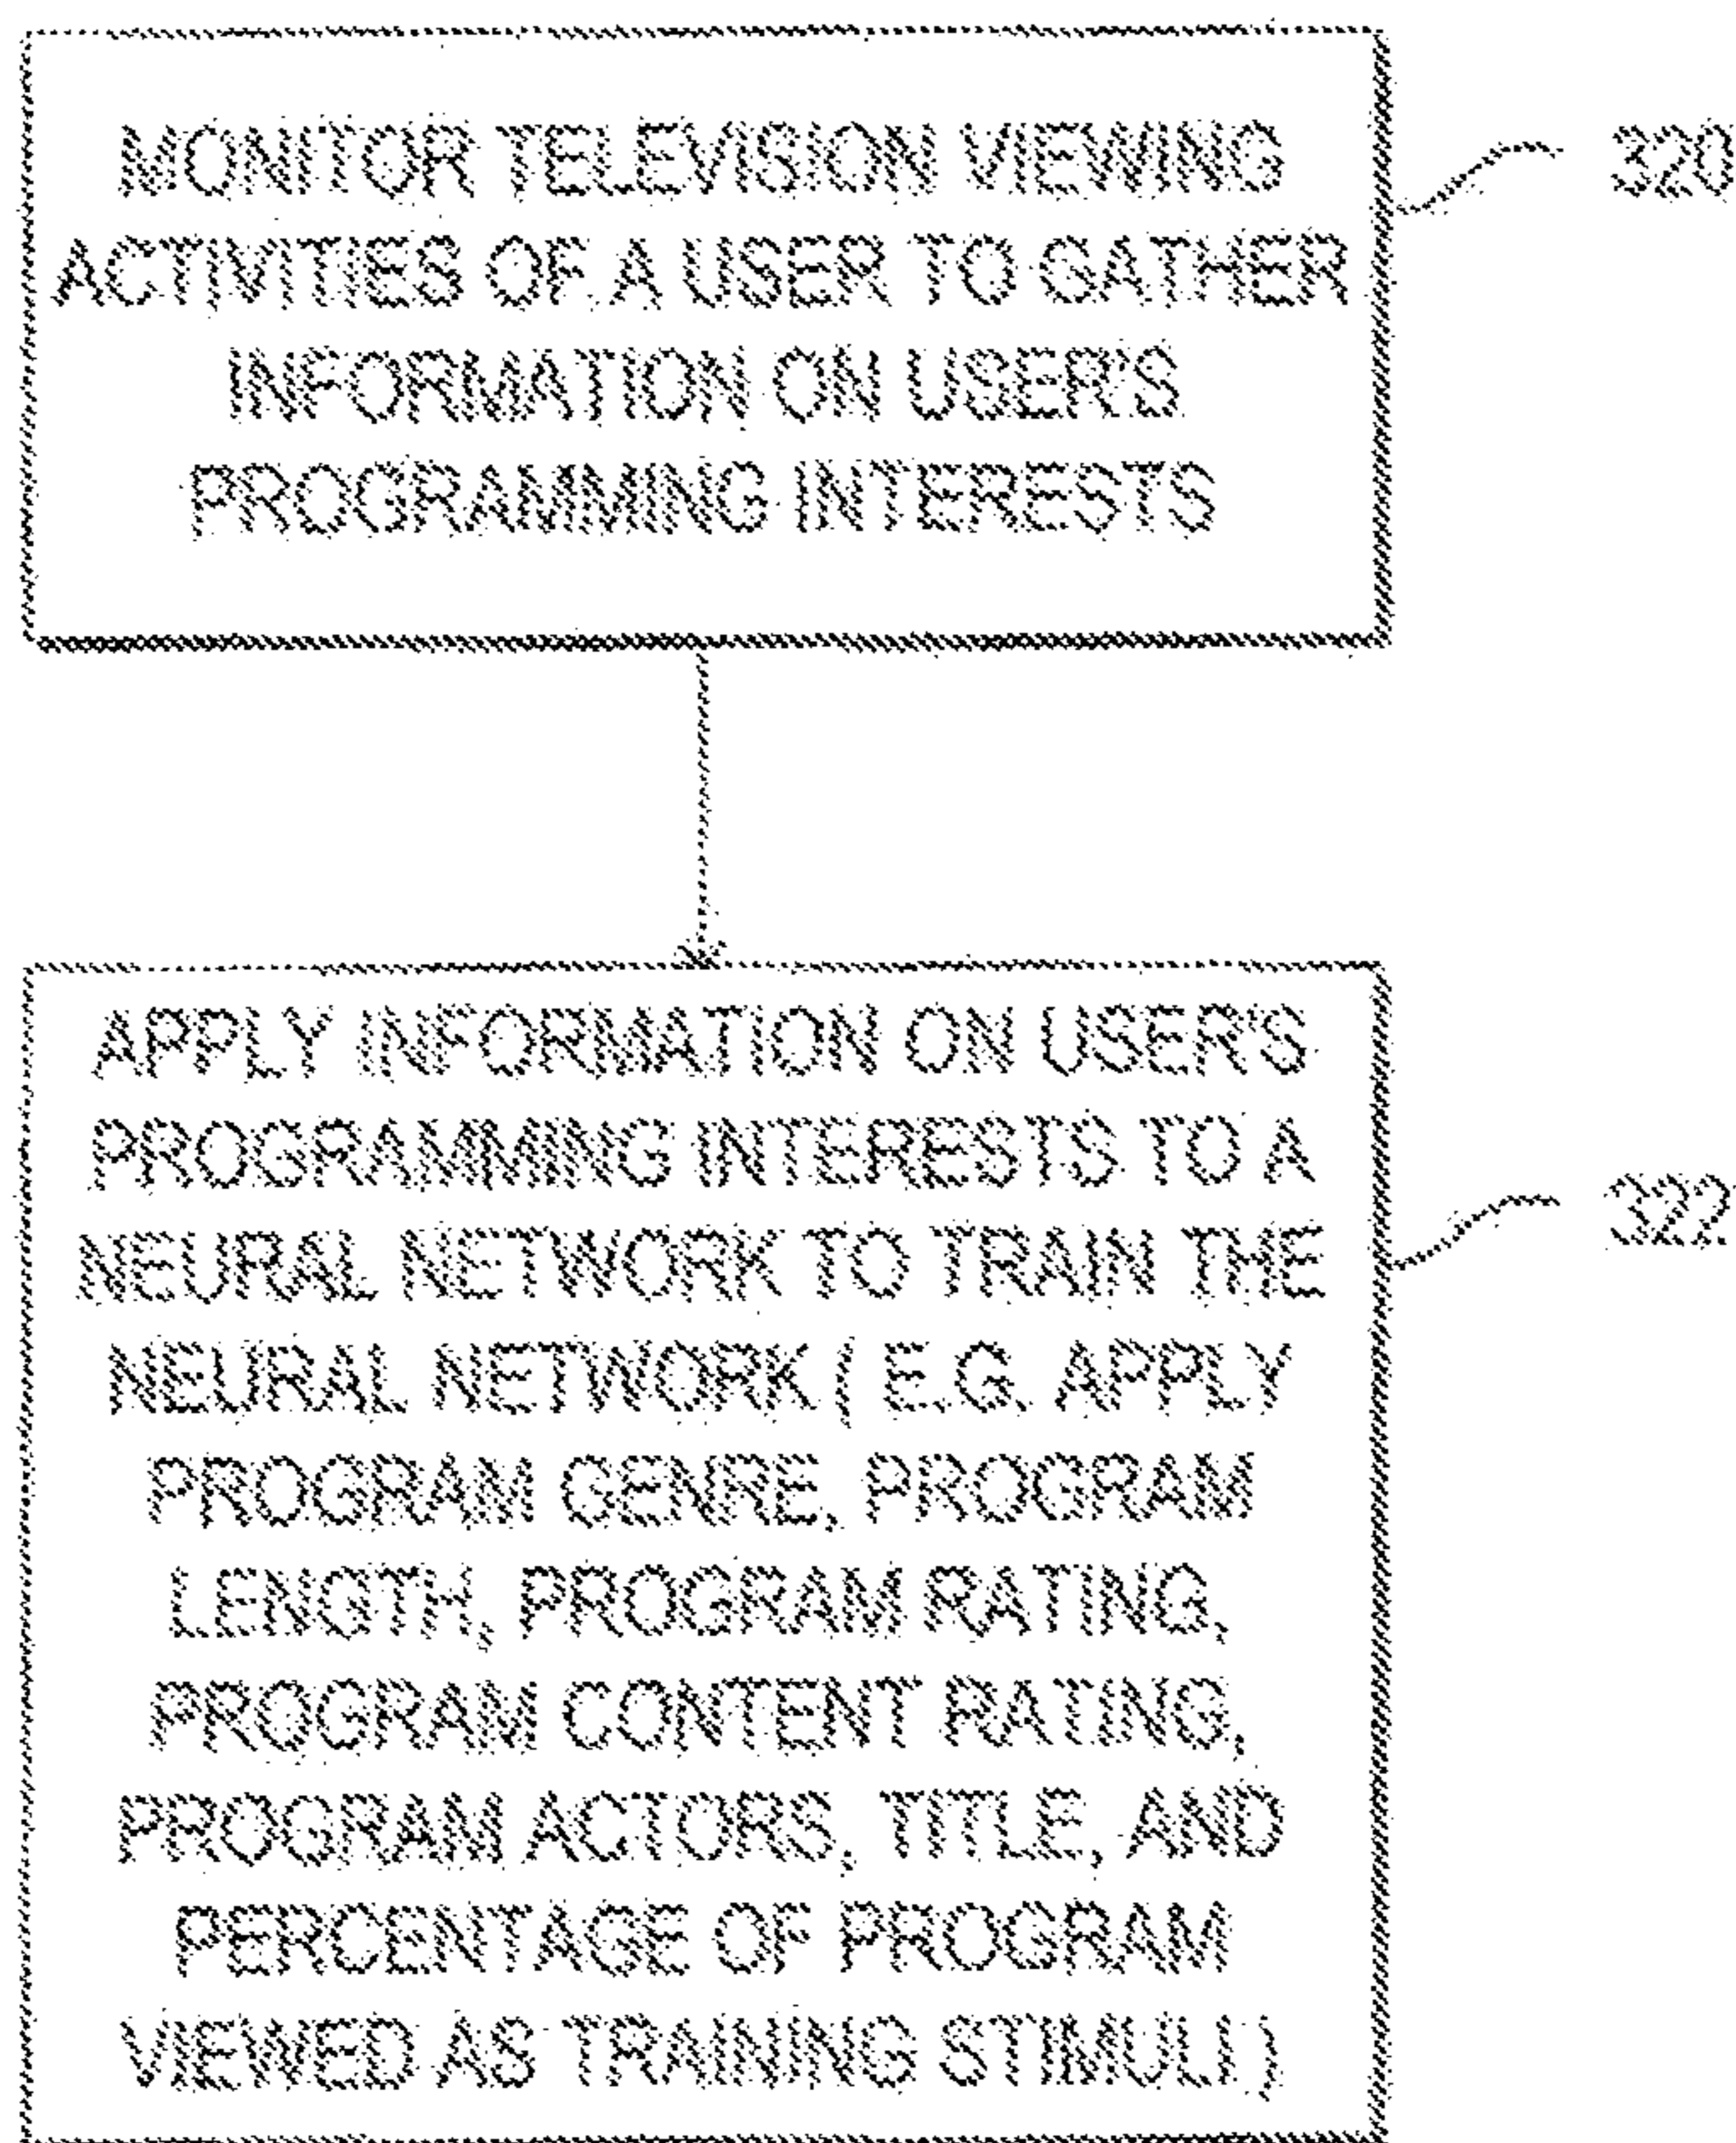 MONITOR TELEVISION VIEWING
ACTIVITIES OF A USER TO GATHER
INFORMATION ON USER'S
PROGRAMMING INTERESTS
320
APPLY INFORMATION ON USER'S
PROGRAMMING INTERESTS TO A
NEURAL NETWORK TO TRAIN THE
NEURAL NETWORK ( E.G. APPLY
PROGRAM GENRE, PROGRAM
LENGTH, PROGRAM RATING,
PROGRAM CONTENT RATING,
PROGRAM ACTORS, TITLE, AND
PERCENTAGE OF PROGRAM
VIEWED AS TRAINING STIMULI )
322